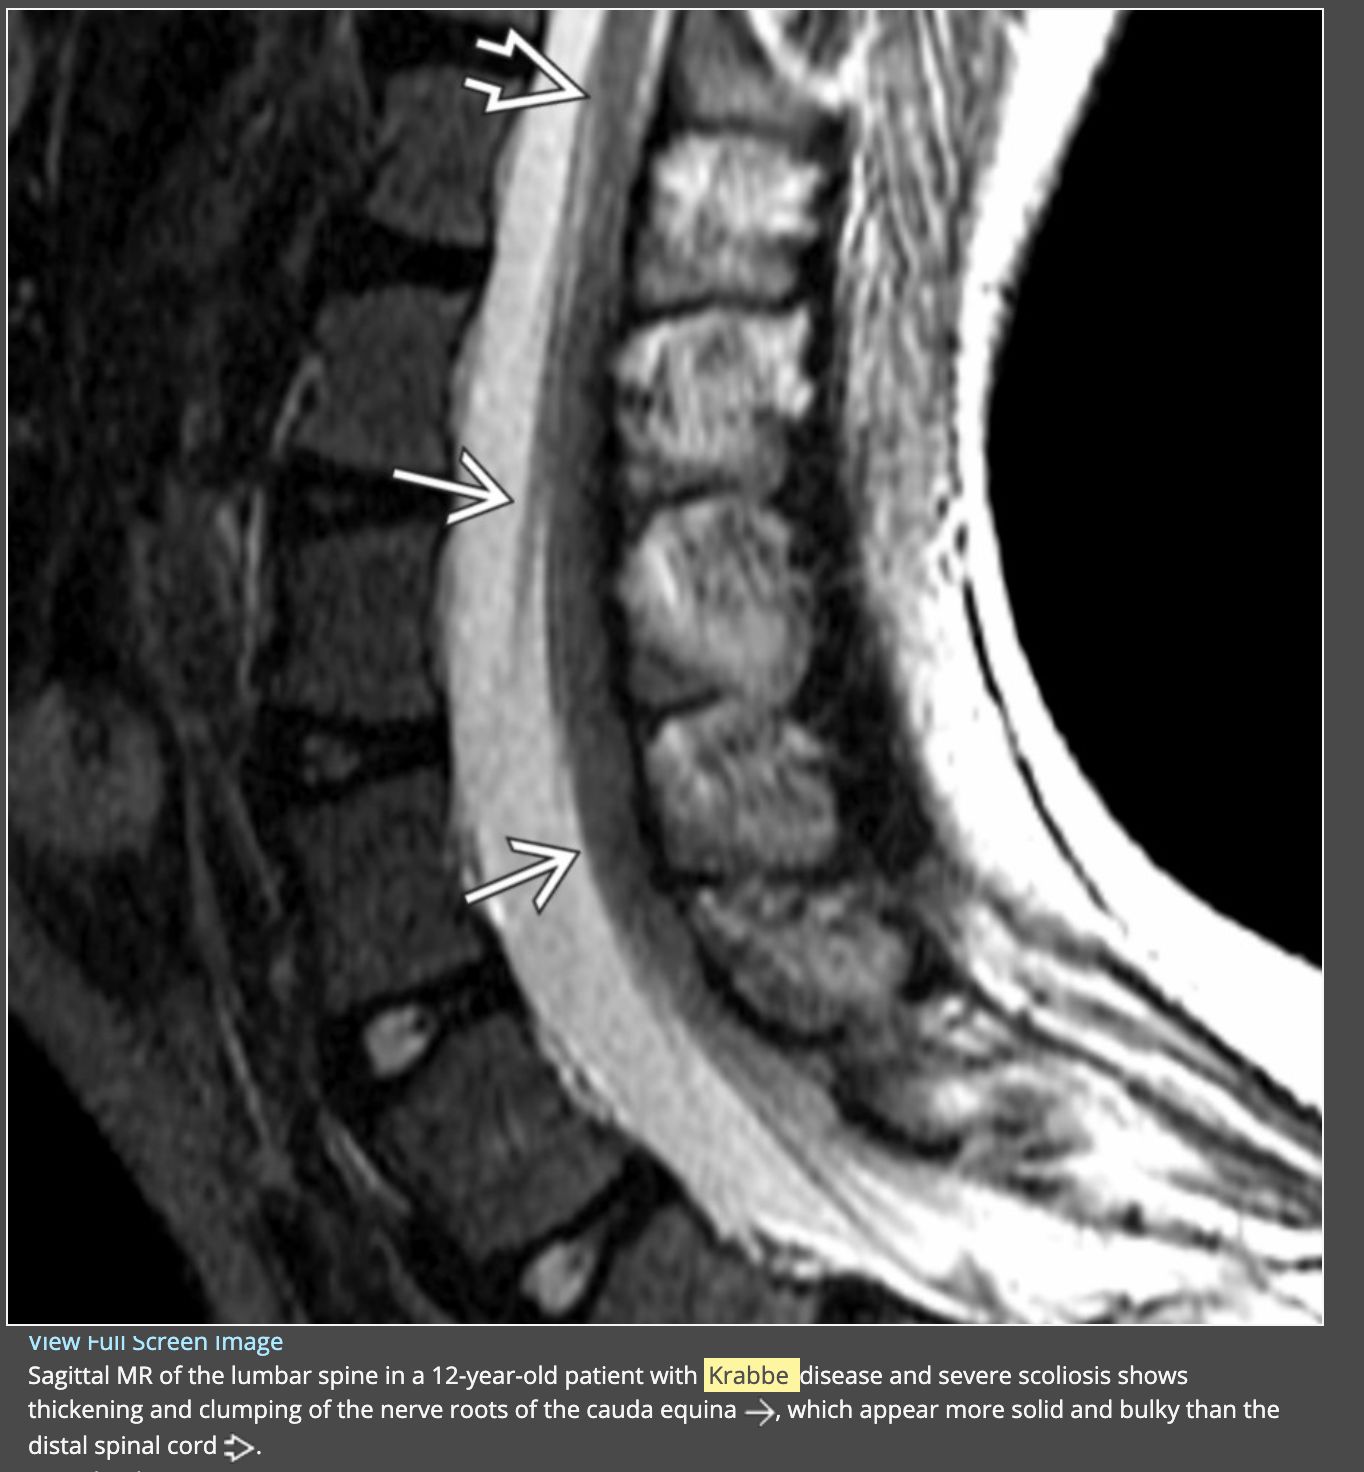 View Full Screen Image
Sagittal MR of the lumbar spine in a 12-year-old patient with Krabbe disease and severe scoliosis shows
thickening and clumping of the nerve roots of the cauda equina →, which appear more solid and bulky than the
distal spinal cord ⇨.